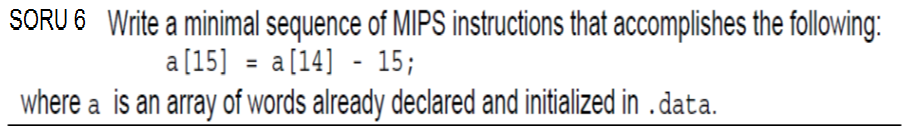 SORU 6 Write a minimal sequence of MIPS instructions that accomplishes the following:
a[15] = a[14] - 15;
where a is an array of words already declared and initialized in .data.